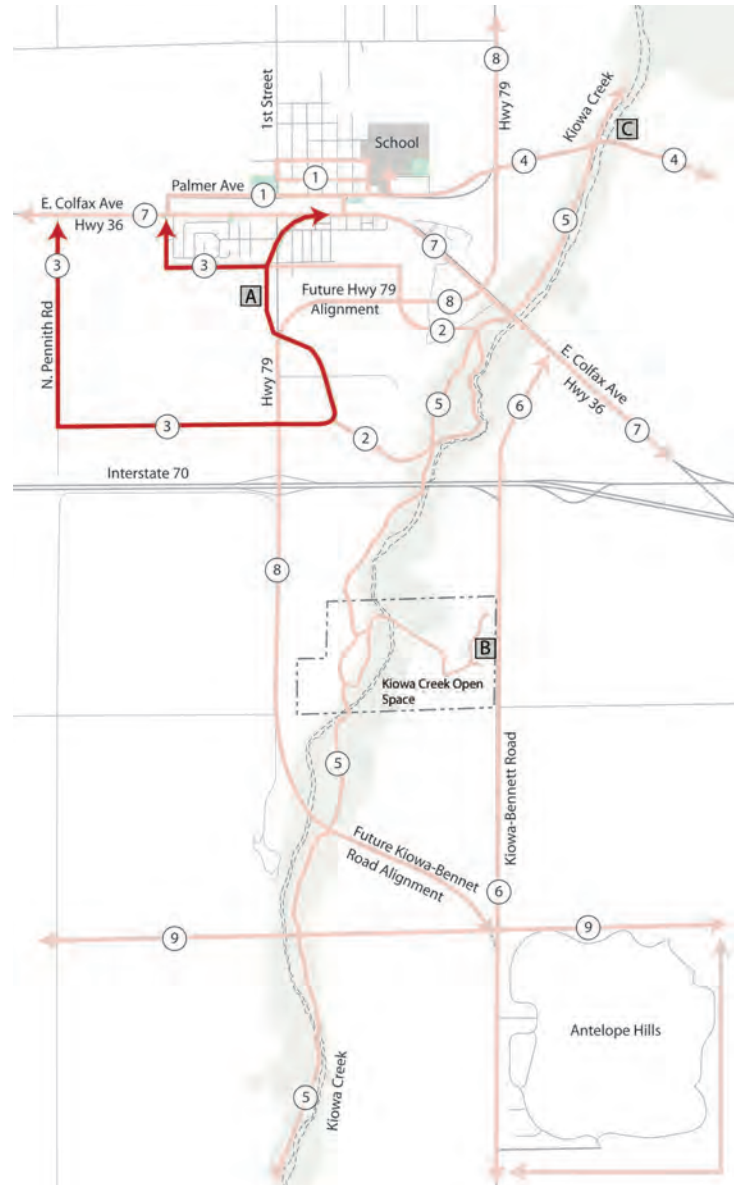 8
Kiowa Creek
Hwy 79
1st Street
C
School
4
4
Palmer Ave
1
1
E. Colfax Ave
Hwy 36
7
5
7
3
3
A
Future Hwy 79
Alignment
8
2
N. Pennith Rd
Hwy 79
E. Colfax Ave
Hwy 36
5
6
3
2
7
Interstate 70
8
B
Kiowa Creek Open
Space
5
Kiowa-Bennett Road
Future Kiowa-Bennet
Road Alignment
6
9
9
Antelope Hills
5
Kiowa Creek